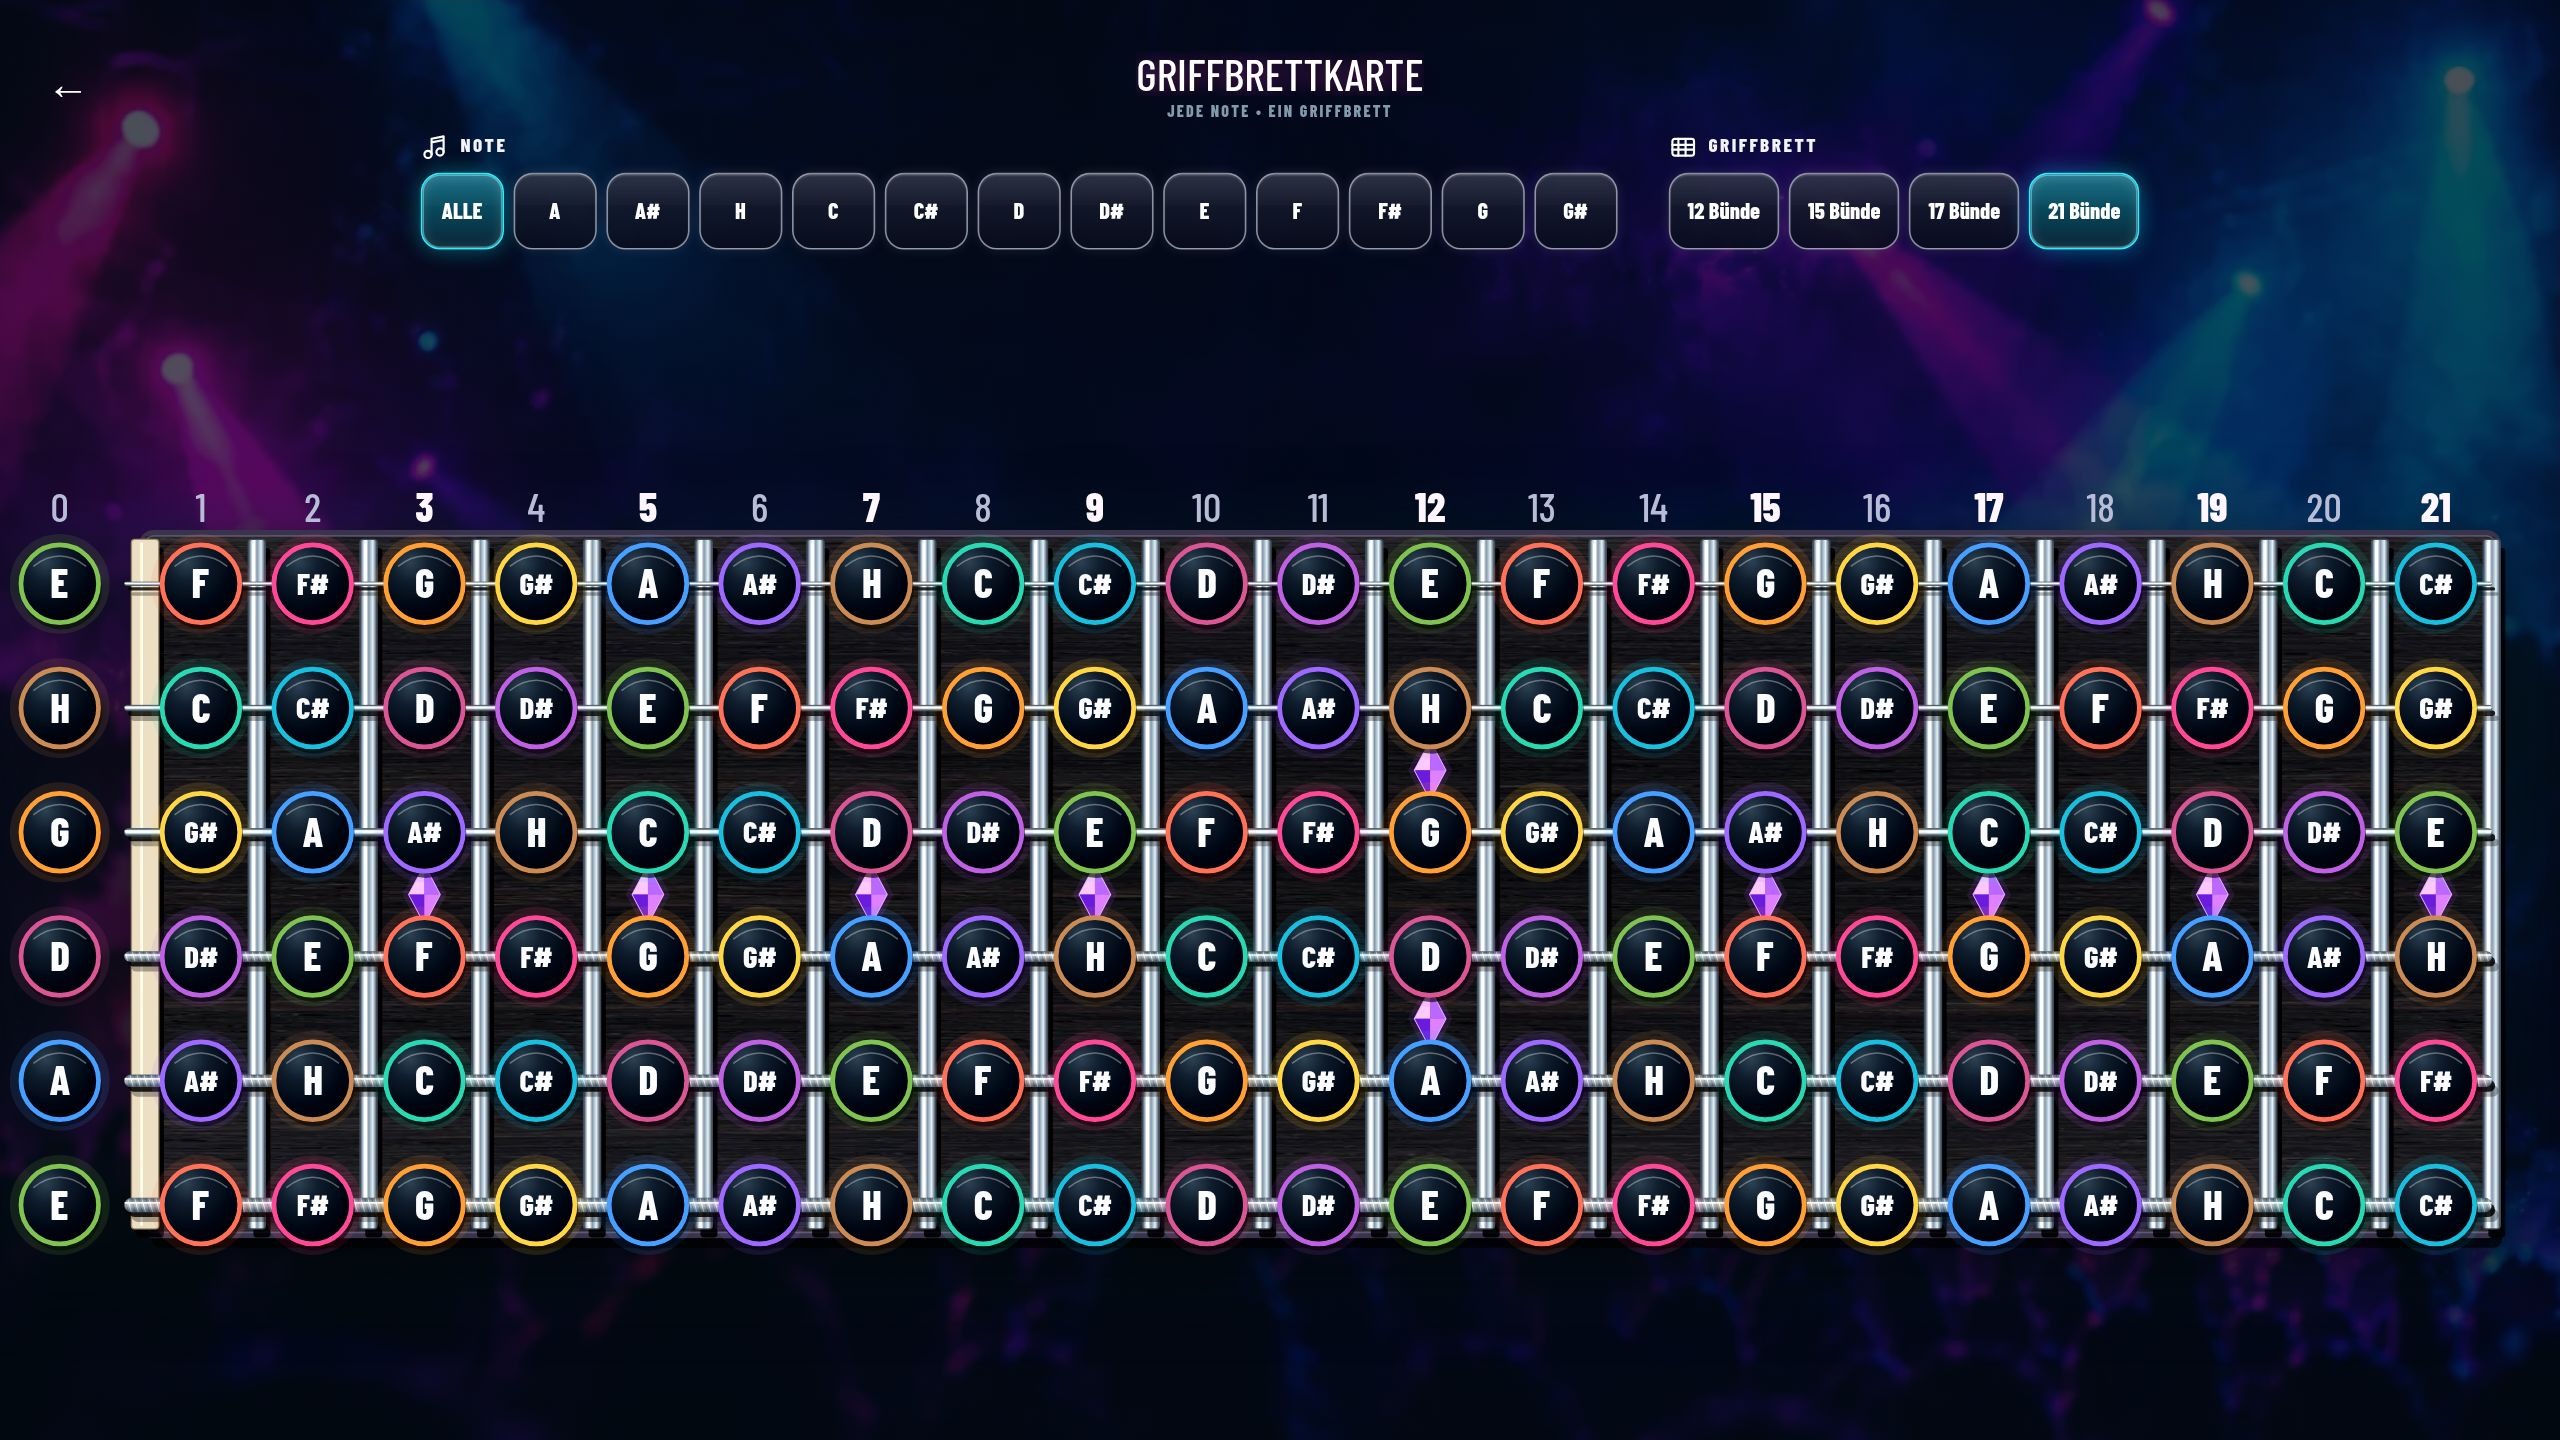 ←
GRIFFBRETTKARTE
JEDE NOTE • EIN GRIFFBRETT
NOTE
ALLE A A# H C C# D D# E F F# G G#
GRIFFBRETT
12 Bünde 15 Bünde 17 Bünde 21 Bünde
0 1 2 3 4 5 6 7 8 9 10 11 12 13 14 15 16 17 18 19 20 21
E F F# G G# A A# H C C# D D# E F F# G G# A A# H C C#
H C C# D D# E F F# G G# A A# H C C# D D# E F F# G G#
G G# A A# H C C# D D# E F F# G G# A A# H C C# D D# E
D D# E F F# G G# A A# H C C# D D# E F F# G G# A A# H
A A# H C C# D D# E F F# G G# A A# H C C# D D# E F F#
E F F# G G# A A# H C C# D D# E F F# G G# A A# H C C#